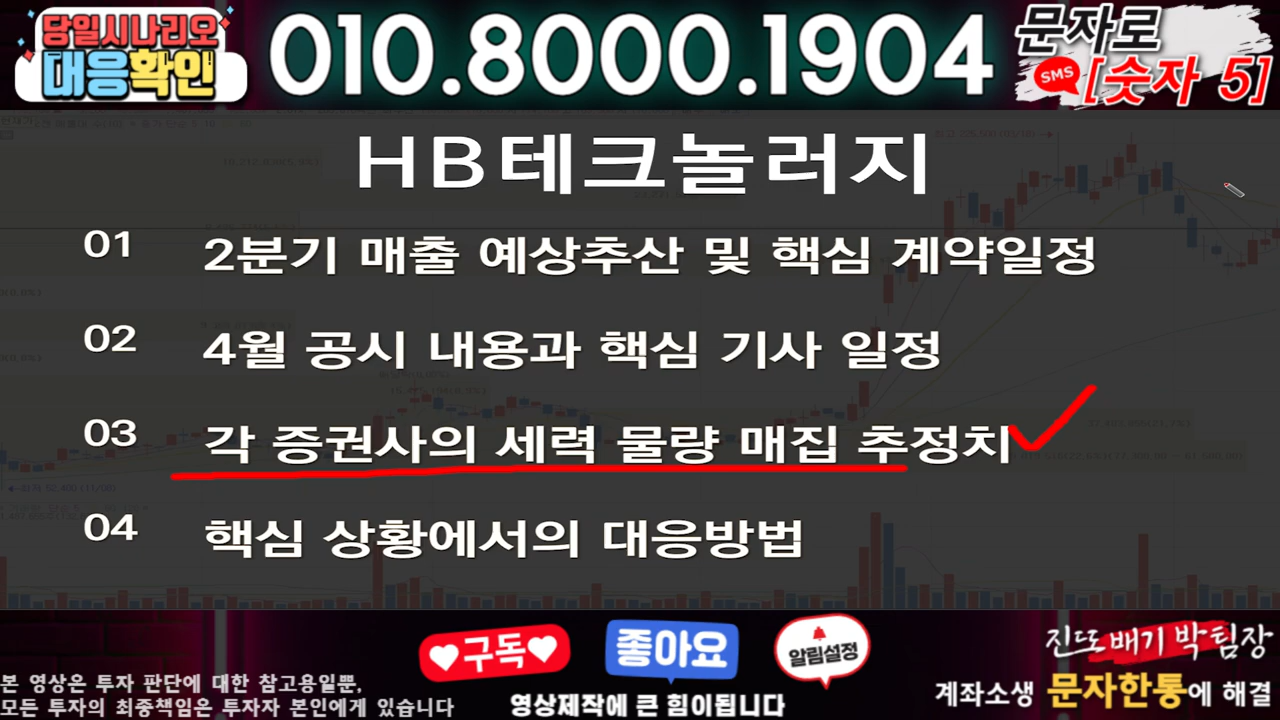 당일시나리오
대응확인
010.8000.1904
문자로
SMS
[숫자 5]
HB테크놀러지
01 2분기 매출 예상추산 및 핵심 계약일정
02 4월 공시 내용과 핵심 기사 일정
03 각 증권사의 세력 물량 매집 추정치
04 핵심 상황에서의 대응방법
구독
좋아요
알림설정
영상제작에 큰 힘이됩니다
본 영상은 투자 판단에 대한 참고용일뿐,
모든 투자의 최종책임은 투자자 본인에게 있습니다
진또배기 박팀장
계좌소생 문자한통에 해결